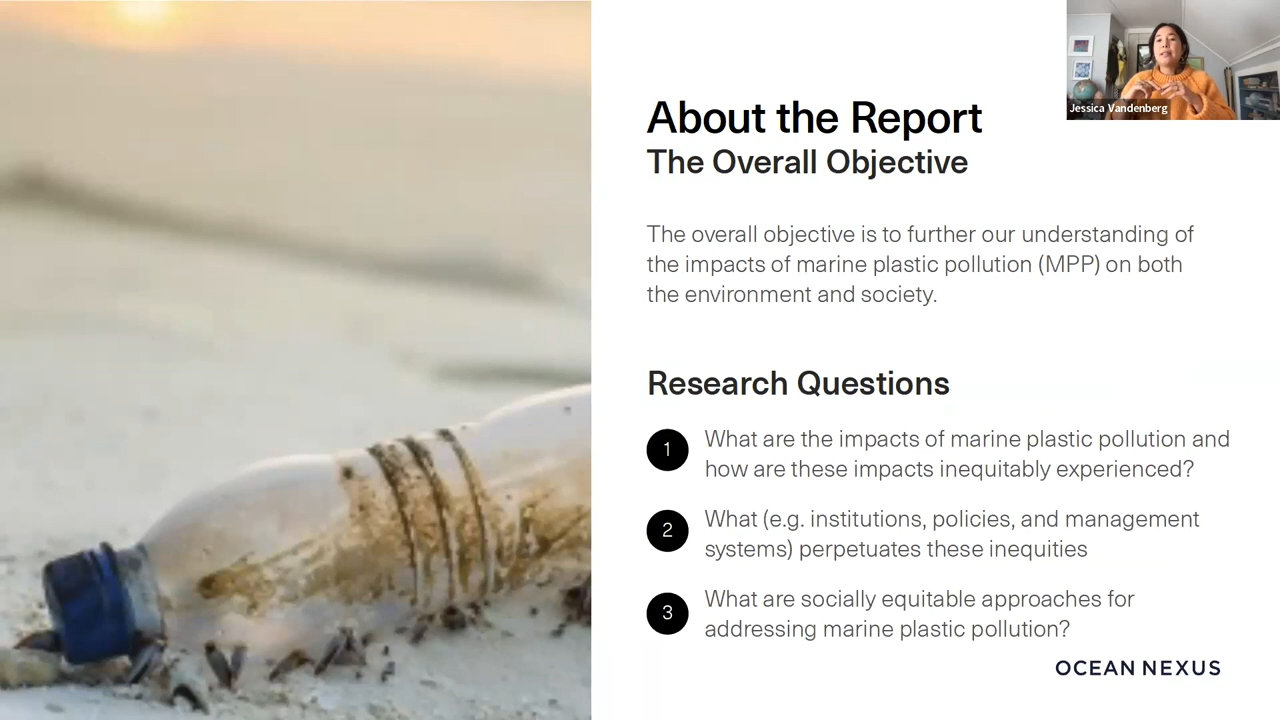 About the Report
The Overall Objective
Jessica Vandenberg
The overall objective is to further our understanding of
the impacts of marine plastic pollution (MPP) on both
the environment and society.
Research Questions
1
What are the impacts of marine plastic pollution and
how are these impacts inequitably experienced?
2
What (e.g. institutions, policies, and management
systems) perpetuates these inequities
3
What are socially equitable approaches for
addressing marine plastic pollution?
OCEAN NEXUS